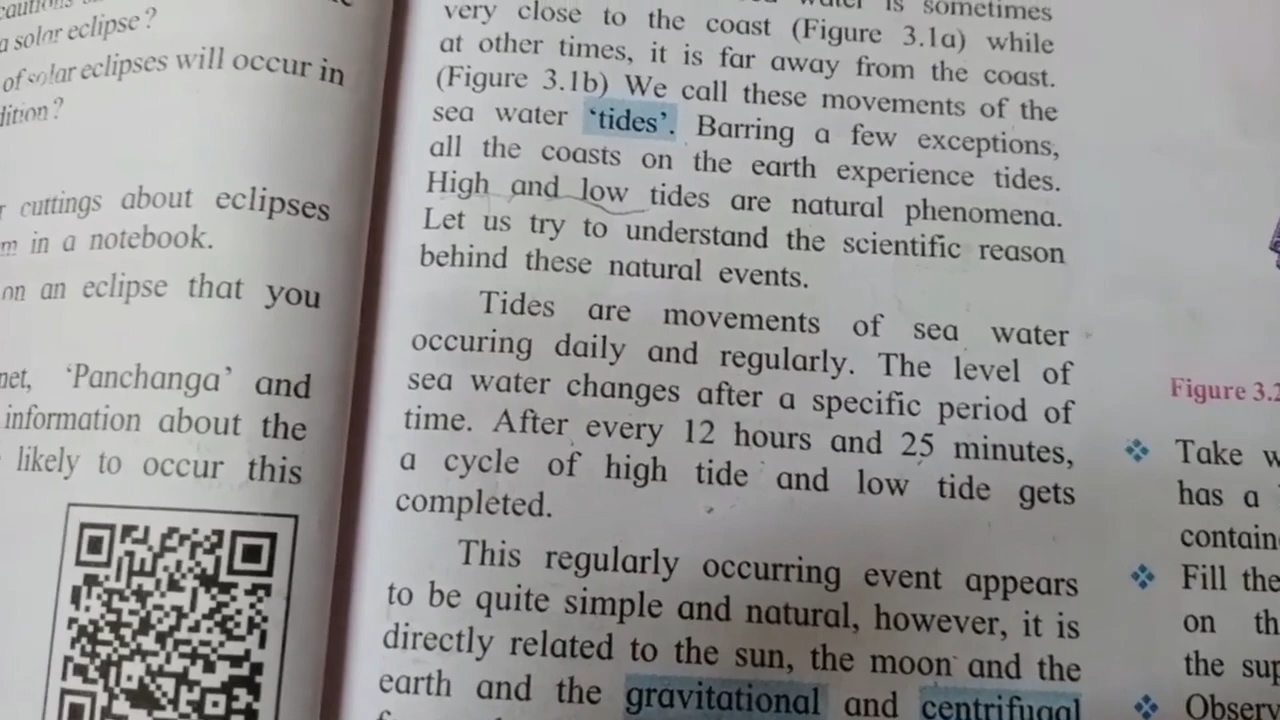 a solar eclipse ?
of solar eclipses will occur in
cuttings about eclipses
in a notebook.
on an eclipse that you
‘Panchanga’ and
information about the
likely to occur this
is sometimes
very close to the coast (Figure 3.1a) while
at other times, it is far away from the coast.
(Figure 3.1b) We call these movements of the
sea water ‘tides’. Barring a few exceptions,
all the coasts on the earth experience tides.
High and low tides are natural phenomena.
Let us try to understand the scientific reason
behind these natural events.
Tides are movements of sea water
occuring daily and regularly. The level of
sea water changes after a specific period of
time. After every 12 hours and 25 minutes,
a cycle of high tide and low tide gets
completed.
This regularly occurring event appears
to be quite simple and natural, however, it is
directly related to the sun, the moon and the
earth and the gravitational and centrifugal
Figure 3.2
❖ Take
has a
❖ Fill the
on
the
❖